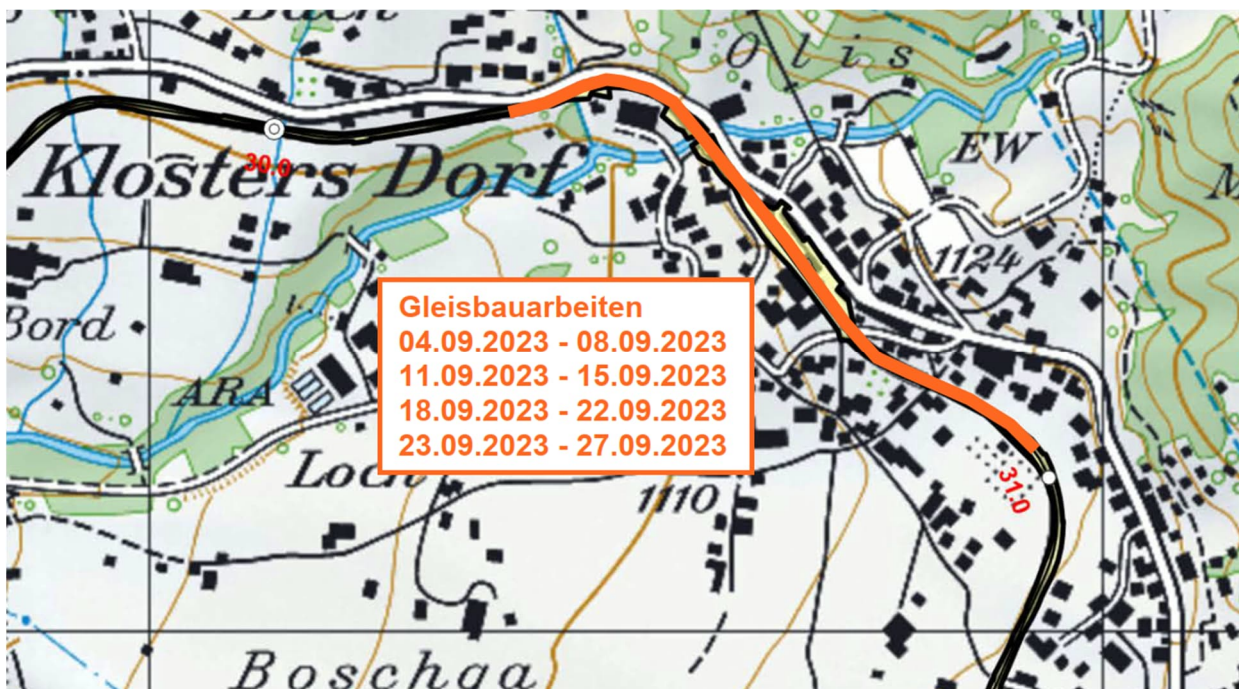 Bach
Olis
EW
30.0
Klosters Dorf
M
1124
Gleisbauarbeiten
04.09.2023 - 08.09.2023
11.09.2023 - 15.09.2023
18.09.2023 - 22.09.2023
23.09.2023 - 27.09.2023
Bord
ARA
Loch
1110
31.0
Boschga